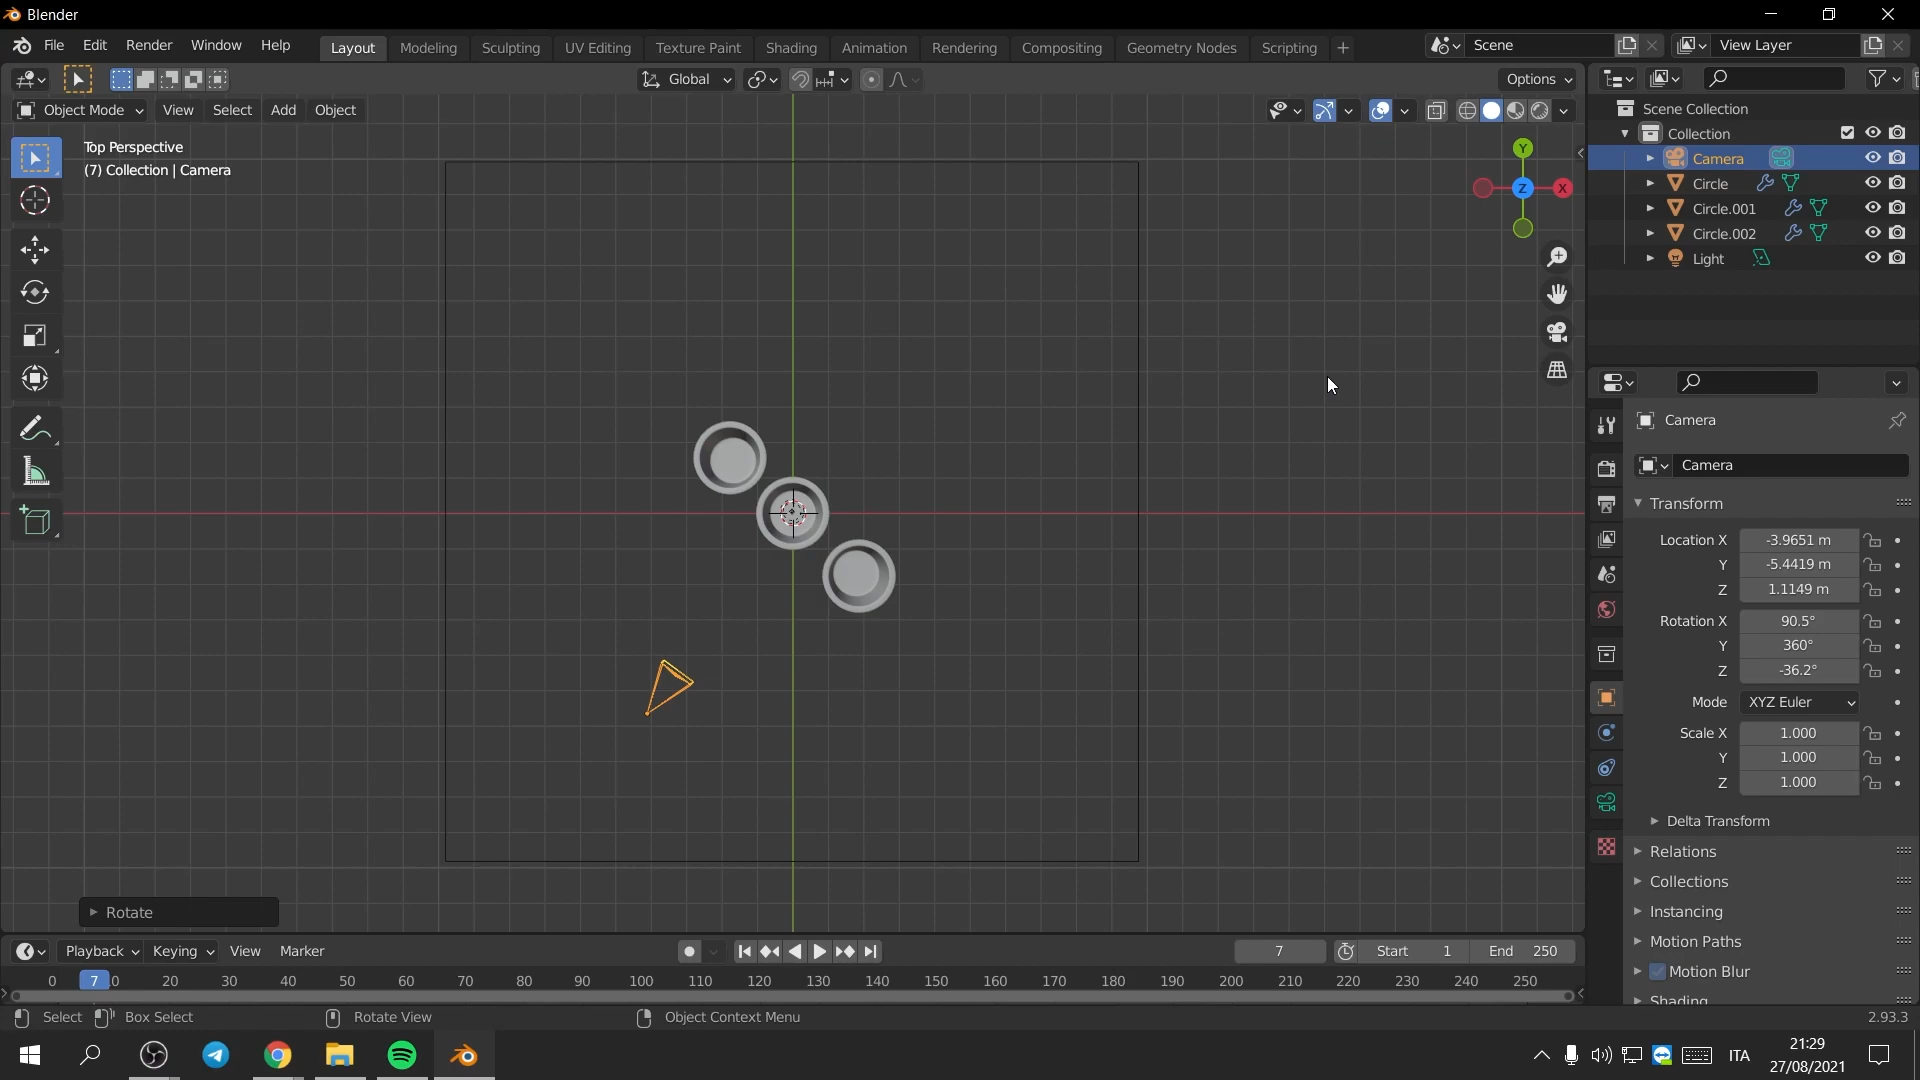 Blender
File Edit Render Window Help Layout Modeling Sculpting UV Editing Texture Paint Shading Animation Rendering Compositing Geometry Nodes Scripting + Scene View Layer
Global Options
Object Mode View Select Add Object
Scene Collection
Collection
Camera
Circle
Circle.001
Circle.002
Light
Top Perspective
(7) Collection | Camera
Y
Z X
Camera
Camera
Transform
Location X -3.9651 m
Y -5.4419 m
Z 1.1149 m
Rotation X 90.5°
Y 360°
Z -36.2°
Mode XYZ Euler
Scale X 1.000
Y 1.000
Z 1.000
Delta Transform
Relations
Collections
Instancing
Motion Paths
Motion Blur
Shading
Rotate
Playback Keying View Marker 7 Start 1 End 250
0 7 0 20 30 40 50 60 70 80 90 100 110 120 130 140 150 160 170 180 190 200 210 220 230 240 250
Select Box Select Rotate View Object Context Menu 2.93.3
ITA 21:29
27/08/2021